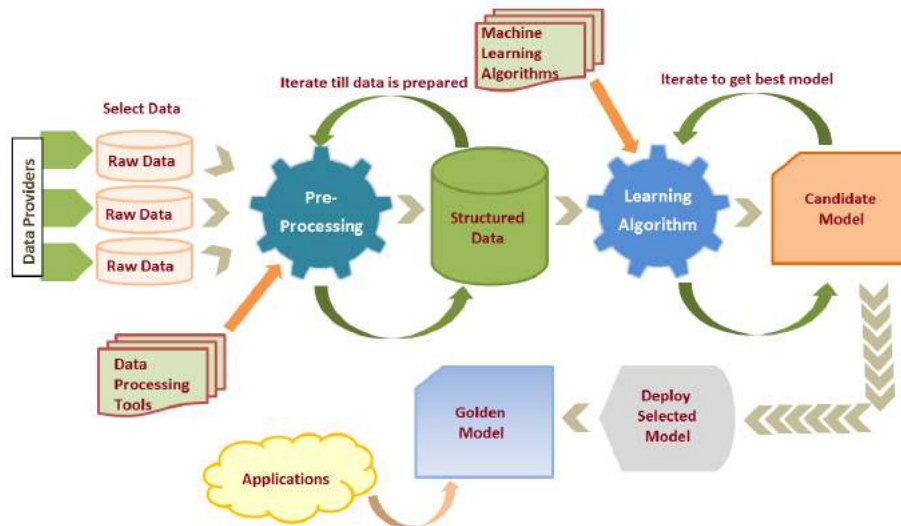 Machine
Learning
Algorithms
Iterate till data is prepared
Iterate to get best model
Select Data
Data Providers
Raw Data
Raw Data
Raw Data
Pre-
Processing
Structured
Data
Learning
Algorithm
Candidate
Model
Data
Processing
Tools
Golden
Model
Deploy
Selected
Model
Applications